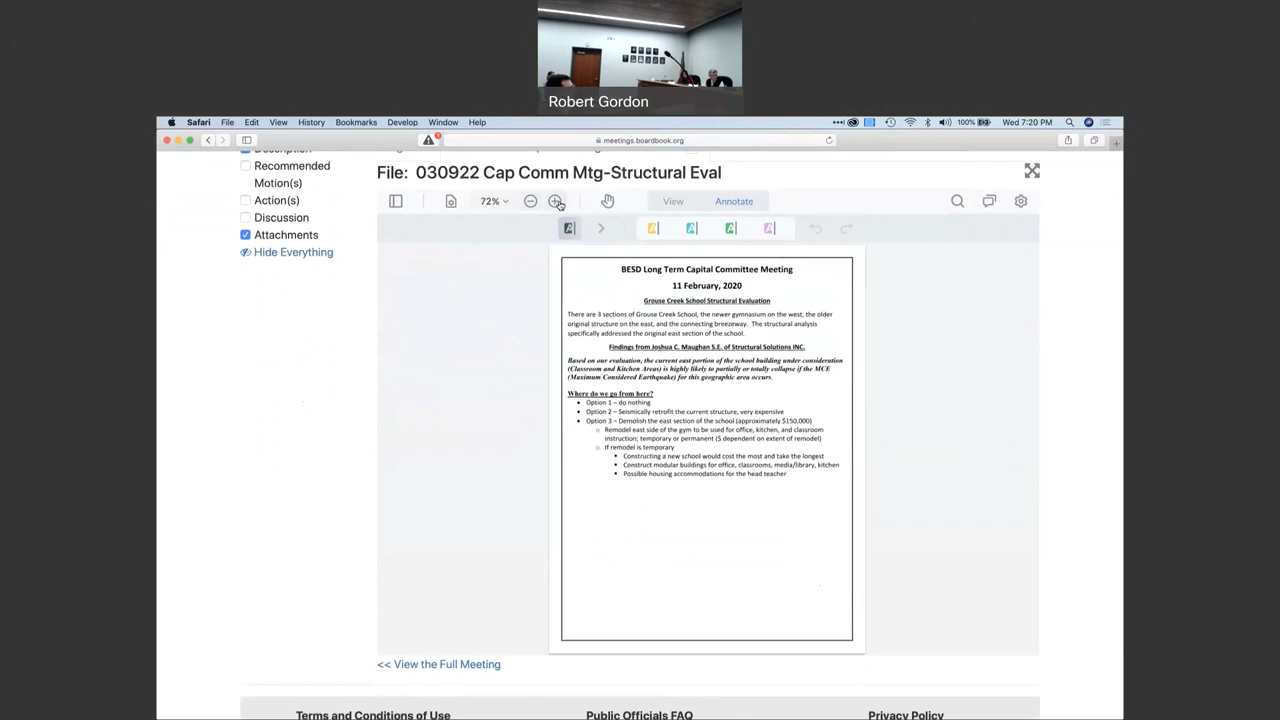 Robert Gordon
Safari File Edit View History Bookmarks Develop Window Help 100% Wed 7:20 PM
meetings.boardbook.org
Recommended
Motion(s)
Action(s)
Discussion
Attachments
Hide Everything
File: 030922 Cap Comm Mtg-Structural Eval
72% View Annotate
BESD Long Term Capital Committee Meeting
11 February, 2020
Grouse Creek School Structural Evaluation
There are 3 sections of Grouse Creek School, the newer gymnasium on the west, the older
original structure on the east, and the connecting breezeway. The structural analysis
specifically addressed the original east section of the school.
Findings from Joshua C. Maughan S.E. of Structural Solutions INC.
Based on our evaluation, the current east portion of the school building under consideration
(Classroom and Kitchen Areas) is highly likely to partially or totally collapse if the MCE
(Maximum Considered Earthquake) for this geographic area occurs.
Where do we go from here?
• Option 1 – do nothing
• Option 2 – Seismically retrofit the current structure, very expensive
• Option 3 – Demolish the east section of the school (approximately $150,000)
o Remodel east side of the gym to be used for office, kitchen, and classroom
instruction; temporary or permanent ($ dependent on extent of remodel)
o If remodel is temporary
▪ Constructing a new school would cost the most and take the longest
▪ Construct modular buildings for office, classrooms, media/library, kitchen
▪ Possible housing accommodations for the head teacher
<< View the Full Meeting
Terms and Conditions of Use Public Officials FAQ Privacy Policy